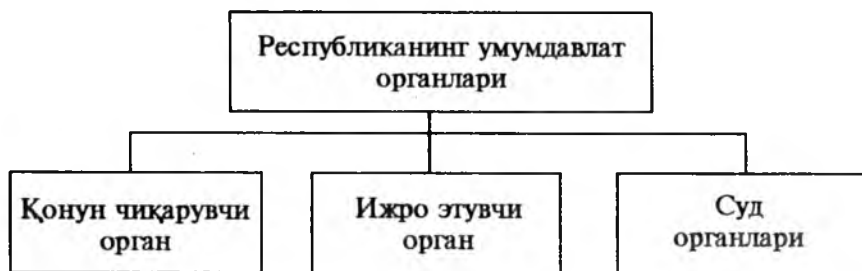 Республиканинг умумдавлат
органлари
Қонун чиқарувчи
орган
Ижро этувчи
орган
Суд
органлари